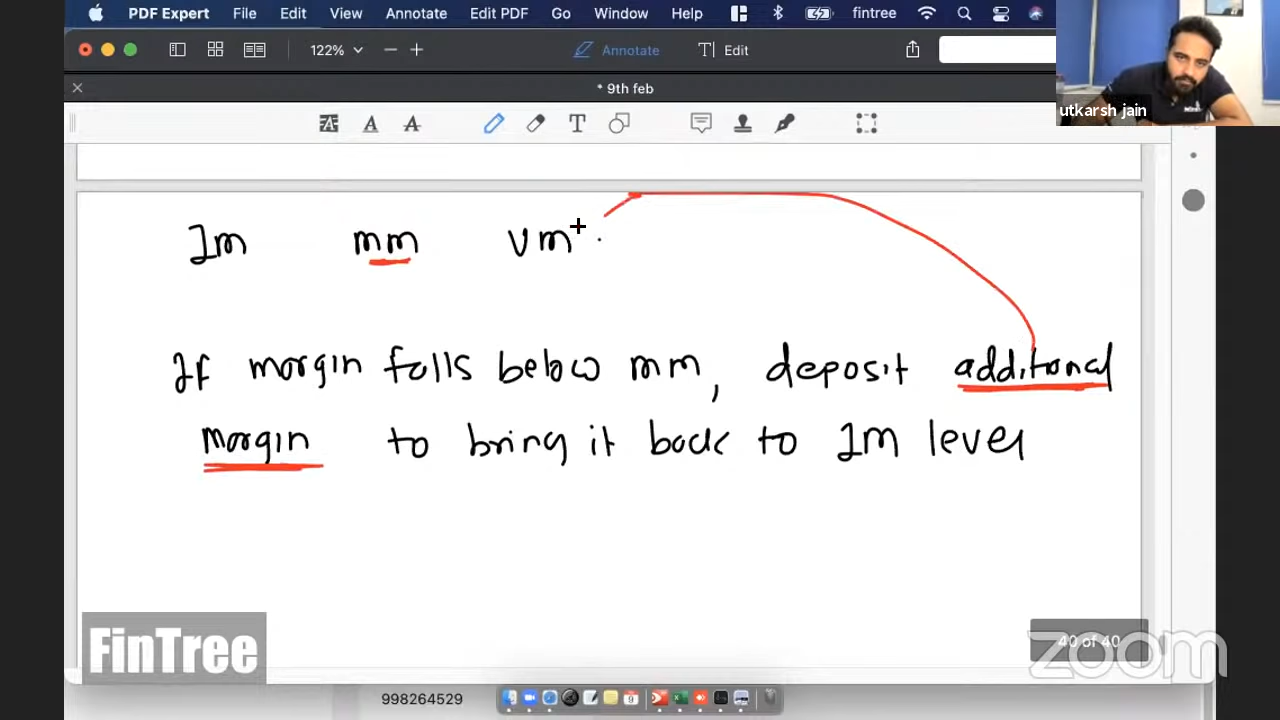 PDF Expert File Edit View Annotate Edit PDF Go Window Help fintree
122% Annotate T Edit
* 9th feb
utkarsh jain
A A A T
Im mm vm
If margin falls below mm, deposit additional
margin to bring it back to Im level
FinTree
40 of 40
zoom
998264529